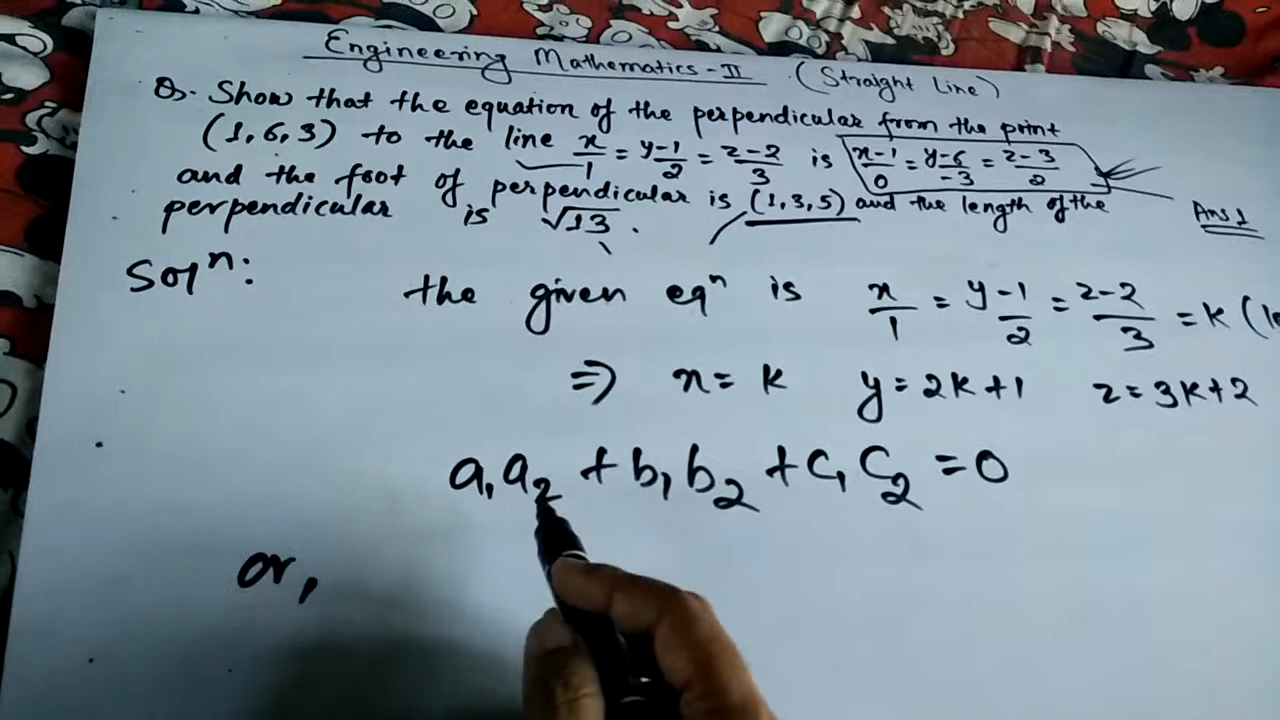 Engineering Mathematics-II (Straight Line)
Qs. Show that the equation of the perpendicular from the point
(1,6,3) to the line x/1 = y-1/2 = z-2/3 is x-1/0 = y-6/-3 = z-3/2
and the foot of perpendicular is (1,3,5) and the length of the
perpendicular is √13.
Ans 1
Solⁿ: the given eqⁿ is x/1 = y-1/2 = z-2/3 = k
⇒ x = k y = 2k+1 z = 3k+2
a₁a₂ + b₁b₂ + c₁c₂ = 0
or,